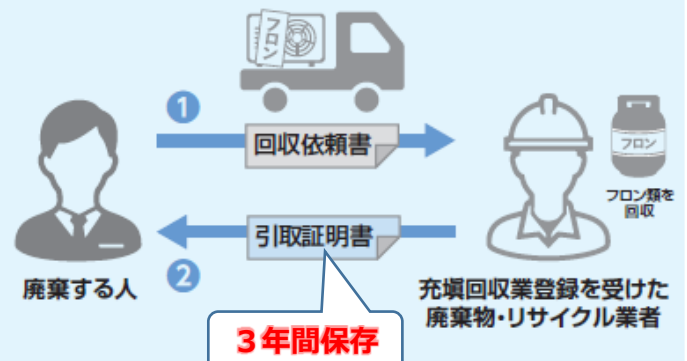 フロン
1
回収依頼書
フロン
フロン類を
回収
引取証明書
2
廃棄する人
充塡回収業登録を受けた
廃棄物・リサイクル業者
3年間保存